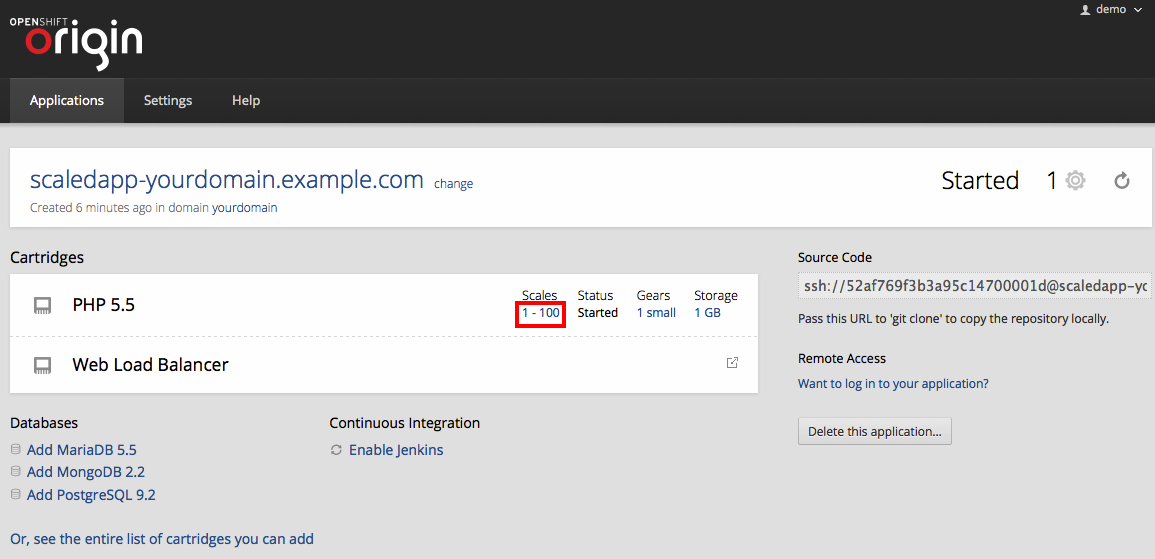 OPENSHIFT
origin
demo
Applications Settings Help
scaledapp-yourdomain.example.com change
Started 1
Created 6 minutes ago in domain yourdomain
Cartridges
PHP 5.5
Scales Status Gears Storage
1 - 100 Started 1 small 1 GB
Web Load Balancer
Source Code
ssh://52af769f3b3a95c14700001d@scaledapp-yo
Pass this URL to 'git clone' to copy the repository locally.
Remote Access
Want to log in to your application?
Delete this application...
Databases
Add MariaDB 5.5
Add MongoDB 2.2
Add PostgreSQL 9.2
Continuous Integration
Enable Jenkins
Or, see the entire list of cartridges you can add